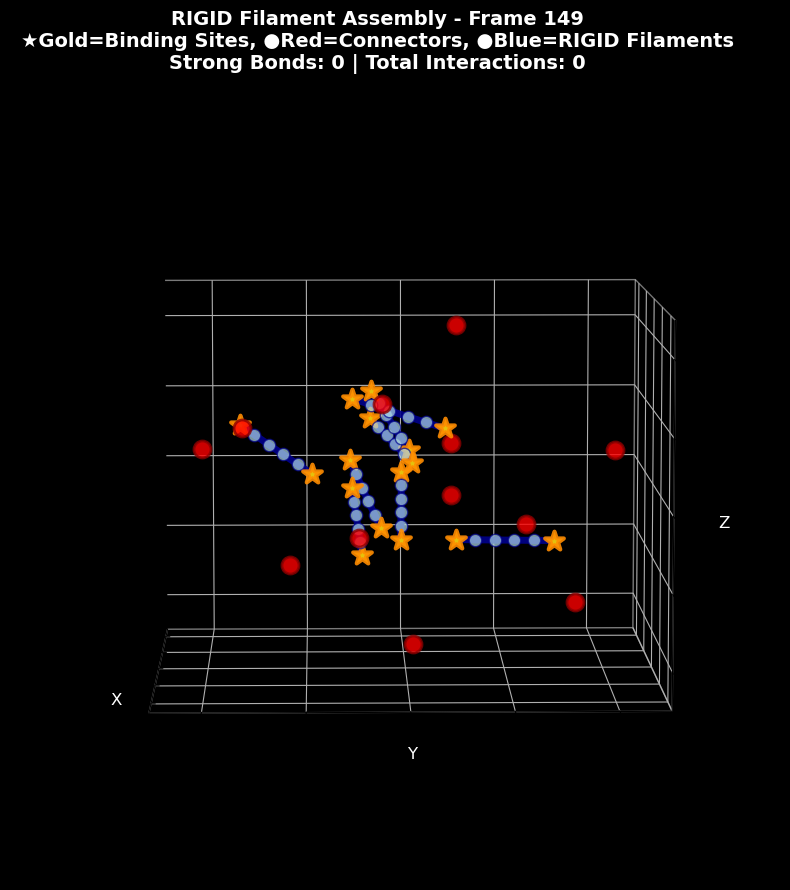 RIGID Filament Assembly - Frame 149
★Gold=Binding Sites, ●Red=Connectors, ●Blue=RIGID Filaments
Strong Bonds: 0 | Total Interactions: 0
Z
X
Y